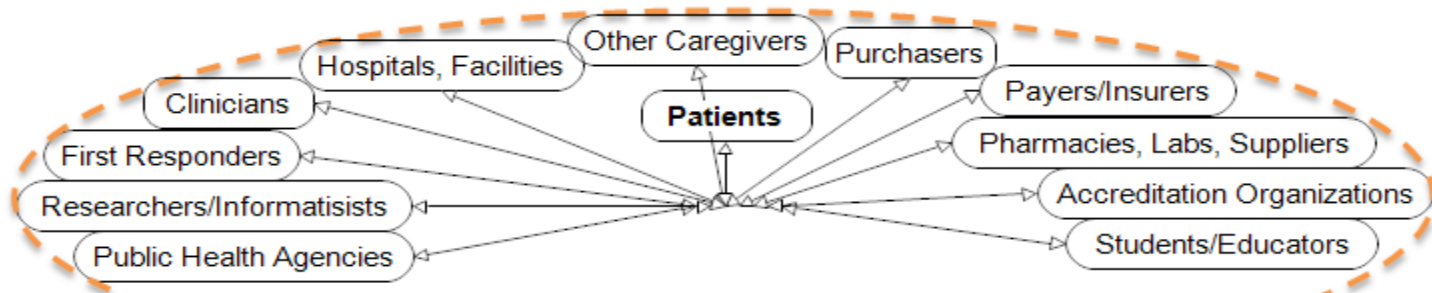 Other Caregivers
Purchasers
Hospitals, Facilities
Payers/Insurers
Clinicians
Patients
Pharmacies, Labs, Suppliers
First Responders
Accreditation Organizations
Researchers/Informatisists
Students/Educators
Public Health Agencies